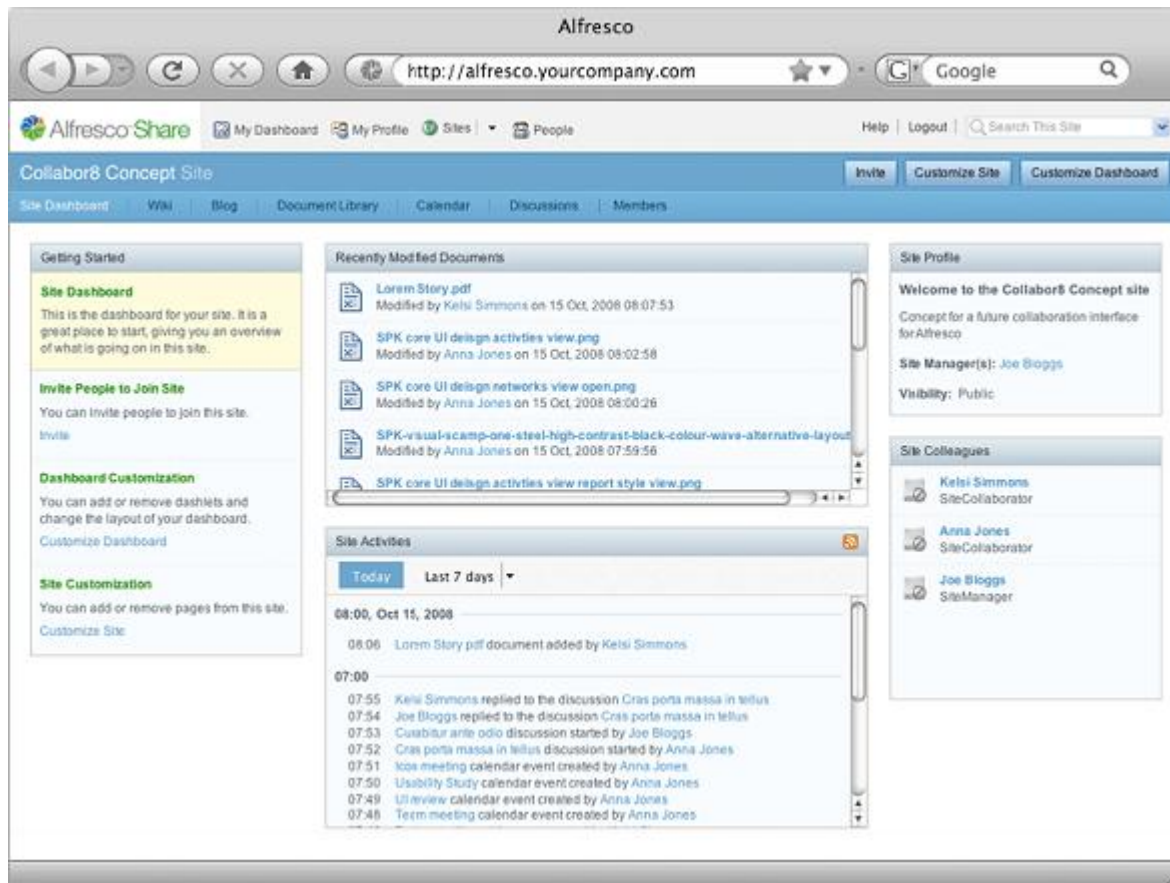 Alfresco
http://alfresco.yourcompany.com
G
Google
Alfresco Share
My Dashboard
My Profile
Sites
People
Help
Logout
Search This Site
Collabor8 Concept Site
Invite
Customize Site
Customize Dashboard
Site Dashboard
Wiki
Blog
Document Library
Calendar
Discussions
Members
Getting Started
Site Dashboard
This is the dashboard for your site. It is a
great place to start, giving you an overview
of what is going on in this site.
Invite People to Join Site
You can invite people to join this site.
Invite
Dashboard Customization
You can add or remove dashlets and
change the layout of your dashboard.
Customize Dashboard
Site Customization
You can add or remove pages from this site.
Customize Site
Recently Modified Documents
Lorem Story.pdf
Modified by Kelsi Simmons on 15 Oct, 2008 08:07:53
SPK core UI deisgn activties view.png
Modified by Anna Jones on 15 Oct, 2008 08:02:58
SPK core UI deisgn networks view open.png
Modified by Anna Jones on 15 Oct, 2008 08:00:26
SPK-visual-scamp-one-steel-high-contrast-black-colour-wave-alternative-layout
Modified by Anna Jones on 15 Oct, 2008 07:59:56
SPK core UI deisgn activties view report style view.png
Site Activities
Today
Last 7 days
08:00, Oct 15, 2008
08:06 Lorem Story pdf document added by Kelsi Simmons
07:00
07:55 Kelsi Simmons replied to the discussion Cras porta massa in tellus
07:54 Joe Bloggs replied to the discussion Cras porta massa in tellus
07:53 Curabitur ante odio discussion started by Joe Bloggs
07:52 Cras porta massa in tellus discussion started by Anna Jones
07:51 Icos meeting calendar event created by Anna Jones
07:50 Usability Study calendar event created by Anna Jones
07:49 UI review calendar event created by Anna Jones
07:48 meeting calendar event created by Anna Jones
Site Profile
Welcome to the Collabor8 Concept site
Concept for a future collaboration interface
for Alfresco
Site Manager(s): Joe Bloggs
Visibility: Public
Site Colleagues
Kelsi Simmons
SiteCollaborator
Anna Jones
SiteCollaborator
Joe Bloggs
SiteManager